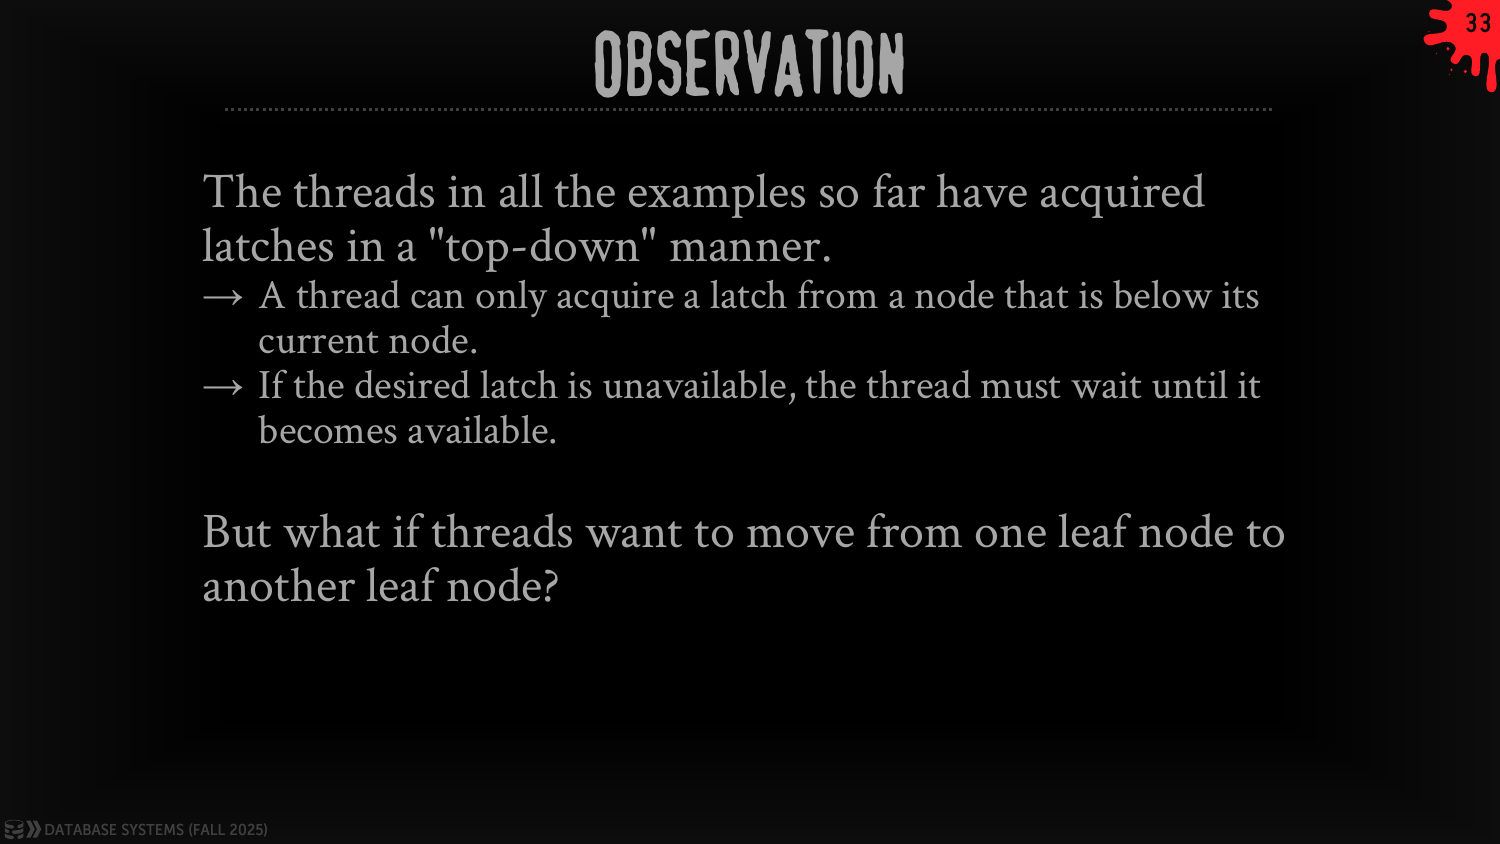 OBSERVATION
33
The threads in all the examples so far have acquired
latches in a "top-down" manner.
→ A thread can only acquire a latch from a node that is below its
current node.
→ If the desired latch is unavailable, the thread must wait until it
becomes available.
But what if threads want to move from one leaf node to
another leaf node?
DATABASE SYSTEMS (FALL 2025)